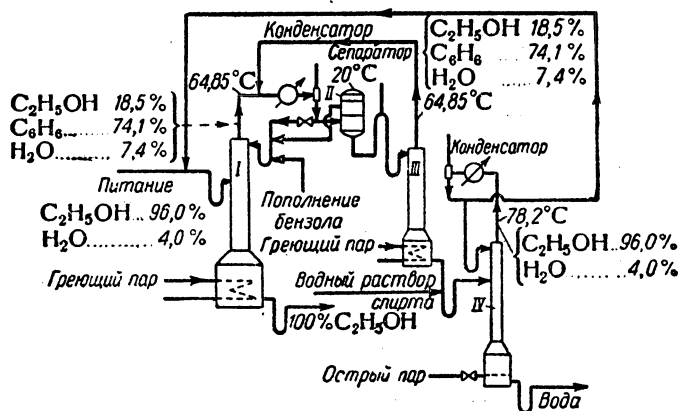 Конденсатор
Сепаратор
20°C
II
64,85°C
C₂H₅OH 18,5%
C₆H₆ ..... 74,1%
H₂O ..... 7,4%
64,85°C
C₂H₅OH 18,5%
C₆H₆...... 74,1%
H₂O........ 7,4%
I
III
Питание
C₂H₅OH... 96,0%
H₂O........... 4,0%
Пополнение
бензола
Конденсатор
78,2°C
C₂H₅OH...96,0%
H₂O........ 4,0%
Греющий пар
Греющий пар
Водный раствор
спирта
IV
100% C₂H₅OH
Острый пар
Вода